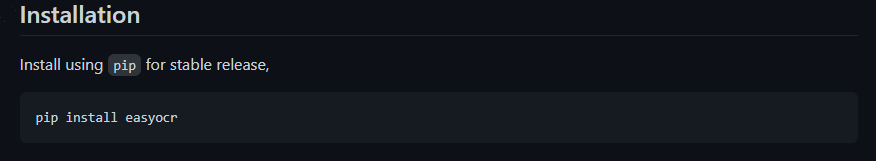 Installation
Install using pip for stable release,
pip install easyocr